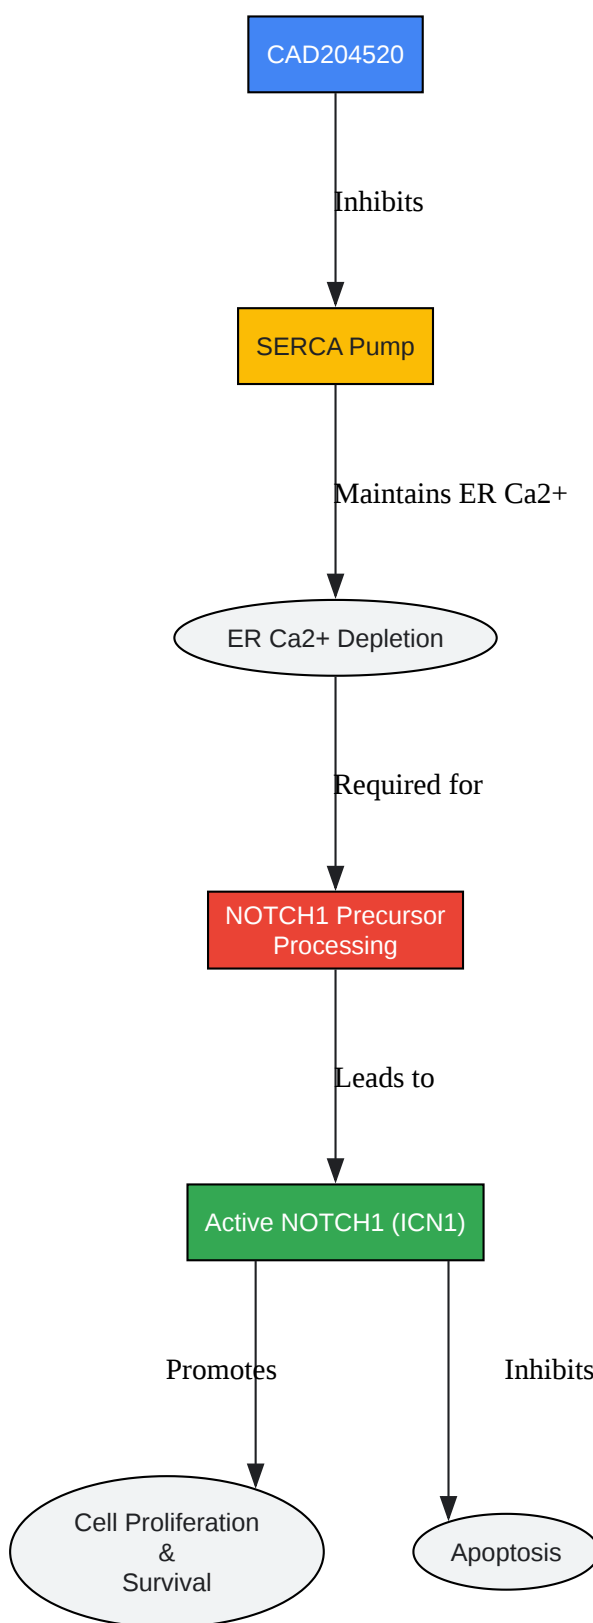 CAD204520
Inhibits
SERCA Pump
Maintains ER Ca2+
ER Ca2+ Depletion
Required for
NOTCH1 Precursor
Processing
Leads to
Active NOTCH1 (ICN1)
Promotes
Inhibits
Cell Proliferation
&
Survival
Apoptosis